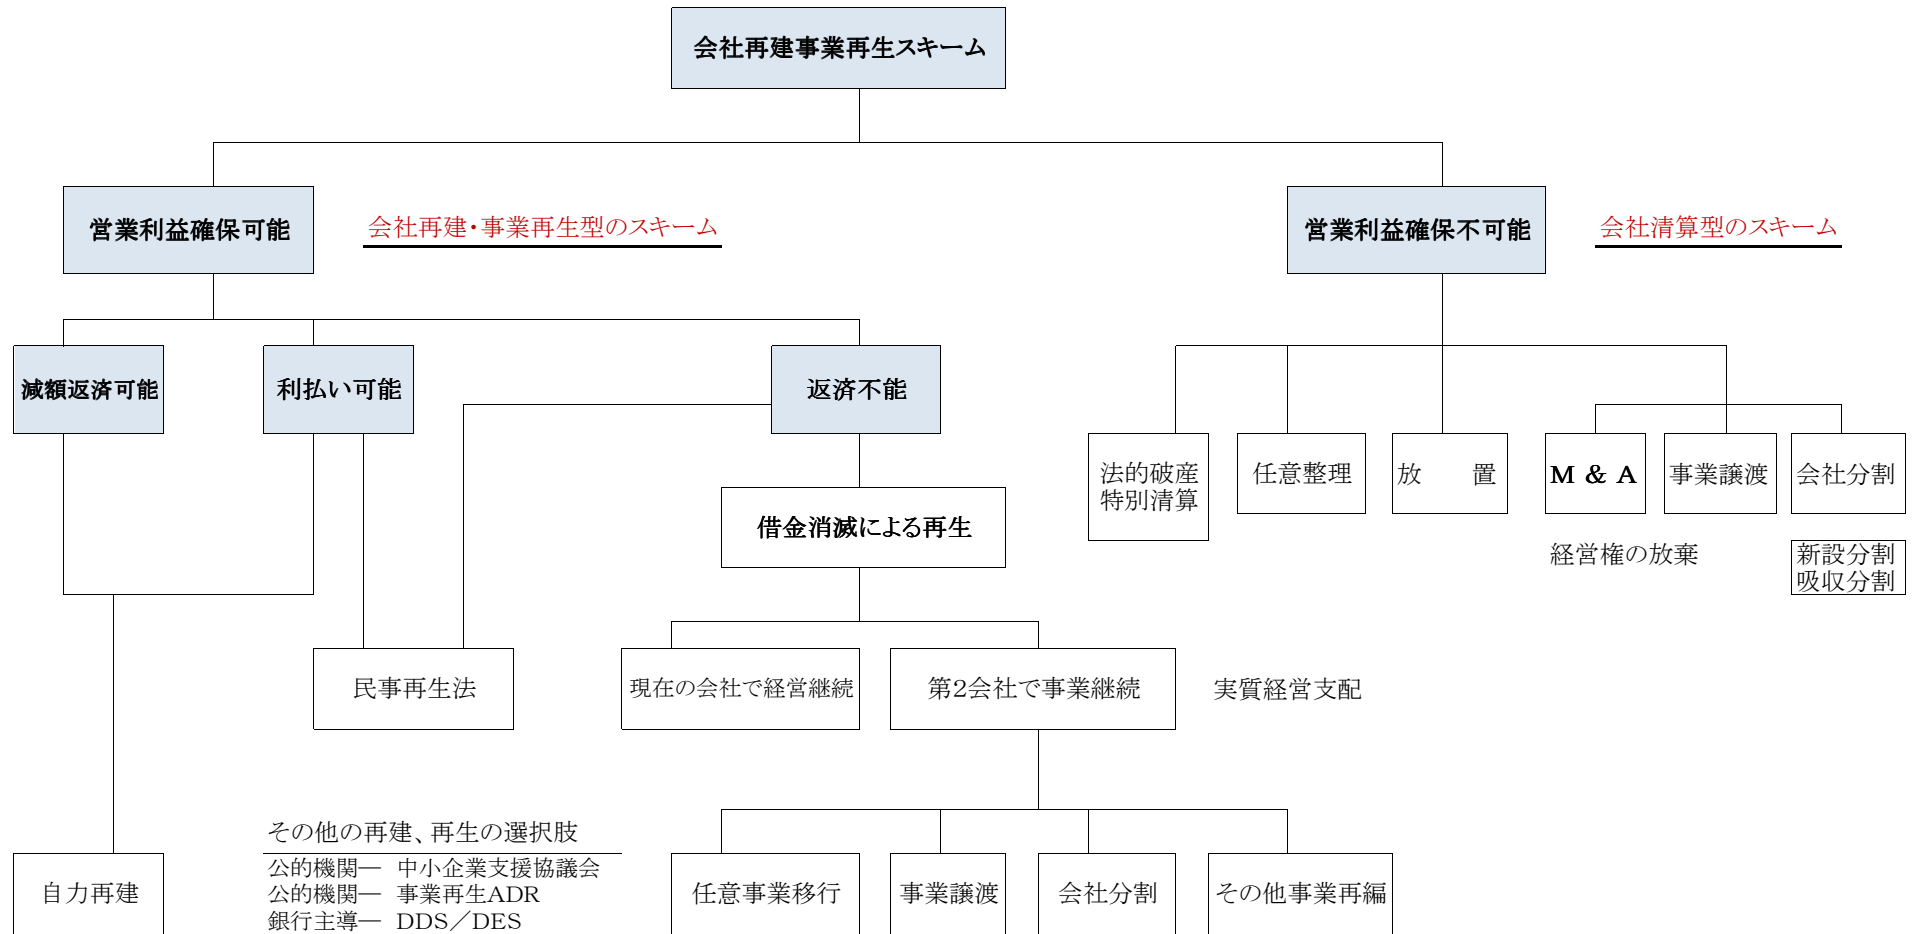 会社再建事業再生スキーム
営業利益確保可能
会社再建・事業再生型のスキーム
営業利益確保不可能
会社清算型のスキーム
減額返済可能
利払い可能
返済不能
法的破産
特別清算
任意整理
放　　置
M & A
事業譲渡
会社分割
借金消滅による再生
経営権の放棄
新設分割
吸収分割
民事再生法
現在の会社で経営継続
第2会社で事業継続
実質経営支配
その他の再建、再生の選択肢
公的機関― 中小企業支援協議会
公的機関― 事業再生ADR
銀行主導― DDS／DES
自力再建
任意事業移行
事業譲渡
会社分割
その他事業再編